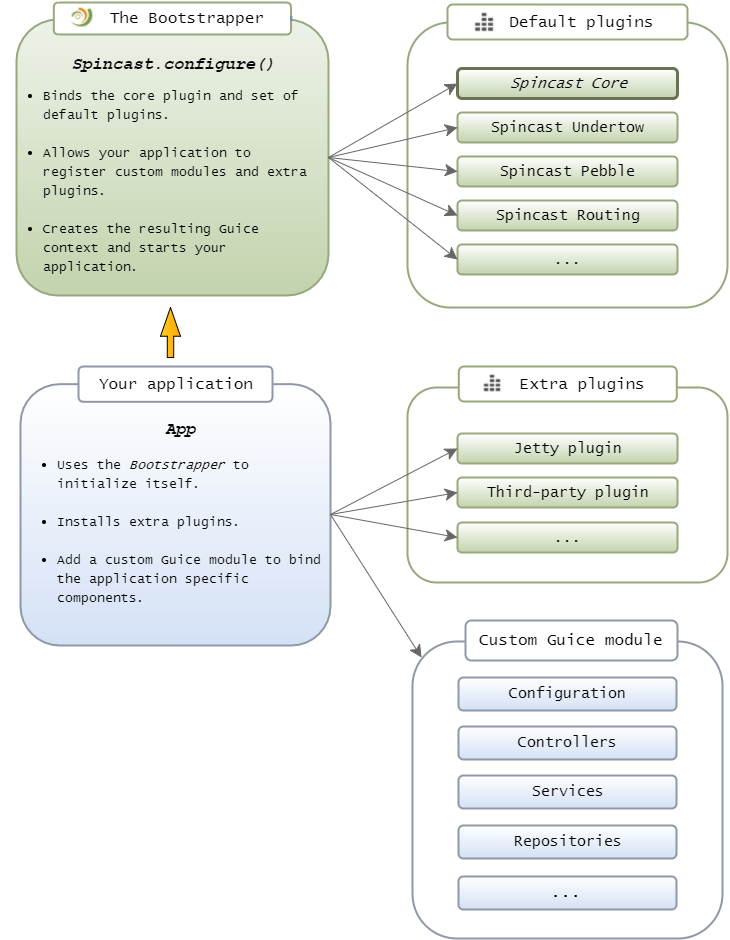 The Bootstrapper
Spincast.configure()
• Binds the core plugin and set of
default plugins.
• Allows your application to
register custom modules and extra
plugins.
• Creates the resulting Guice
context and starts your
application.
Default plugins
Spincast Core
Spincast Undertow
Spincast Pebble
Spincast Routing
...
Your application
App
• Uses the Bootstrapper to
initialize itself.
• Installs extra plugins.
• Add a custom Guice module to bind
the application specific
components.
Extra plugins
Jetty plugin
Third-party plugin
...
Custom Guice module
Configuration
Controllers
Services
Repositories
...